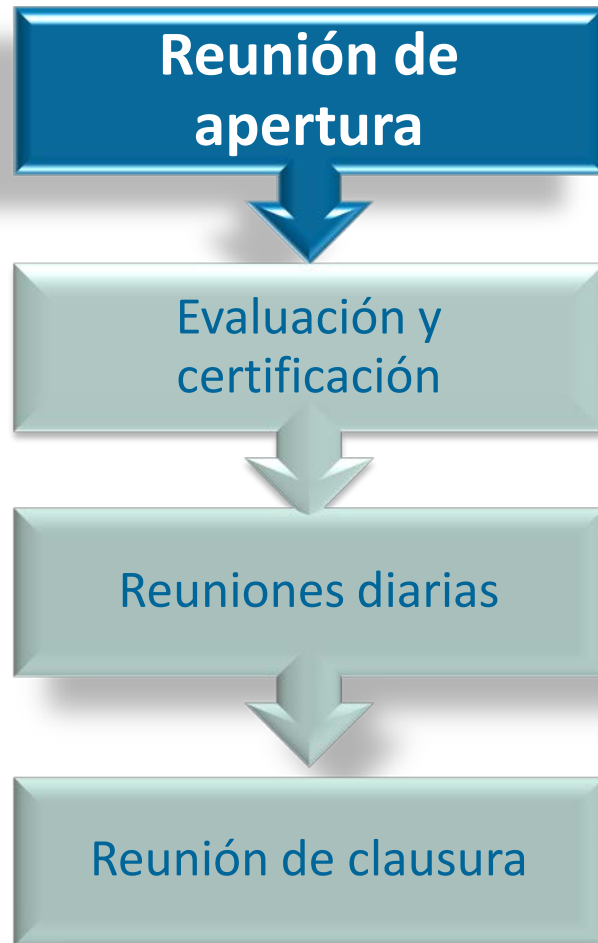 Reunión de
apertura
Evaluación y
certificación
Reuniones diarias
Reunión de clausura